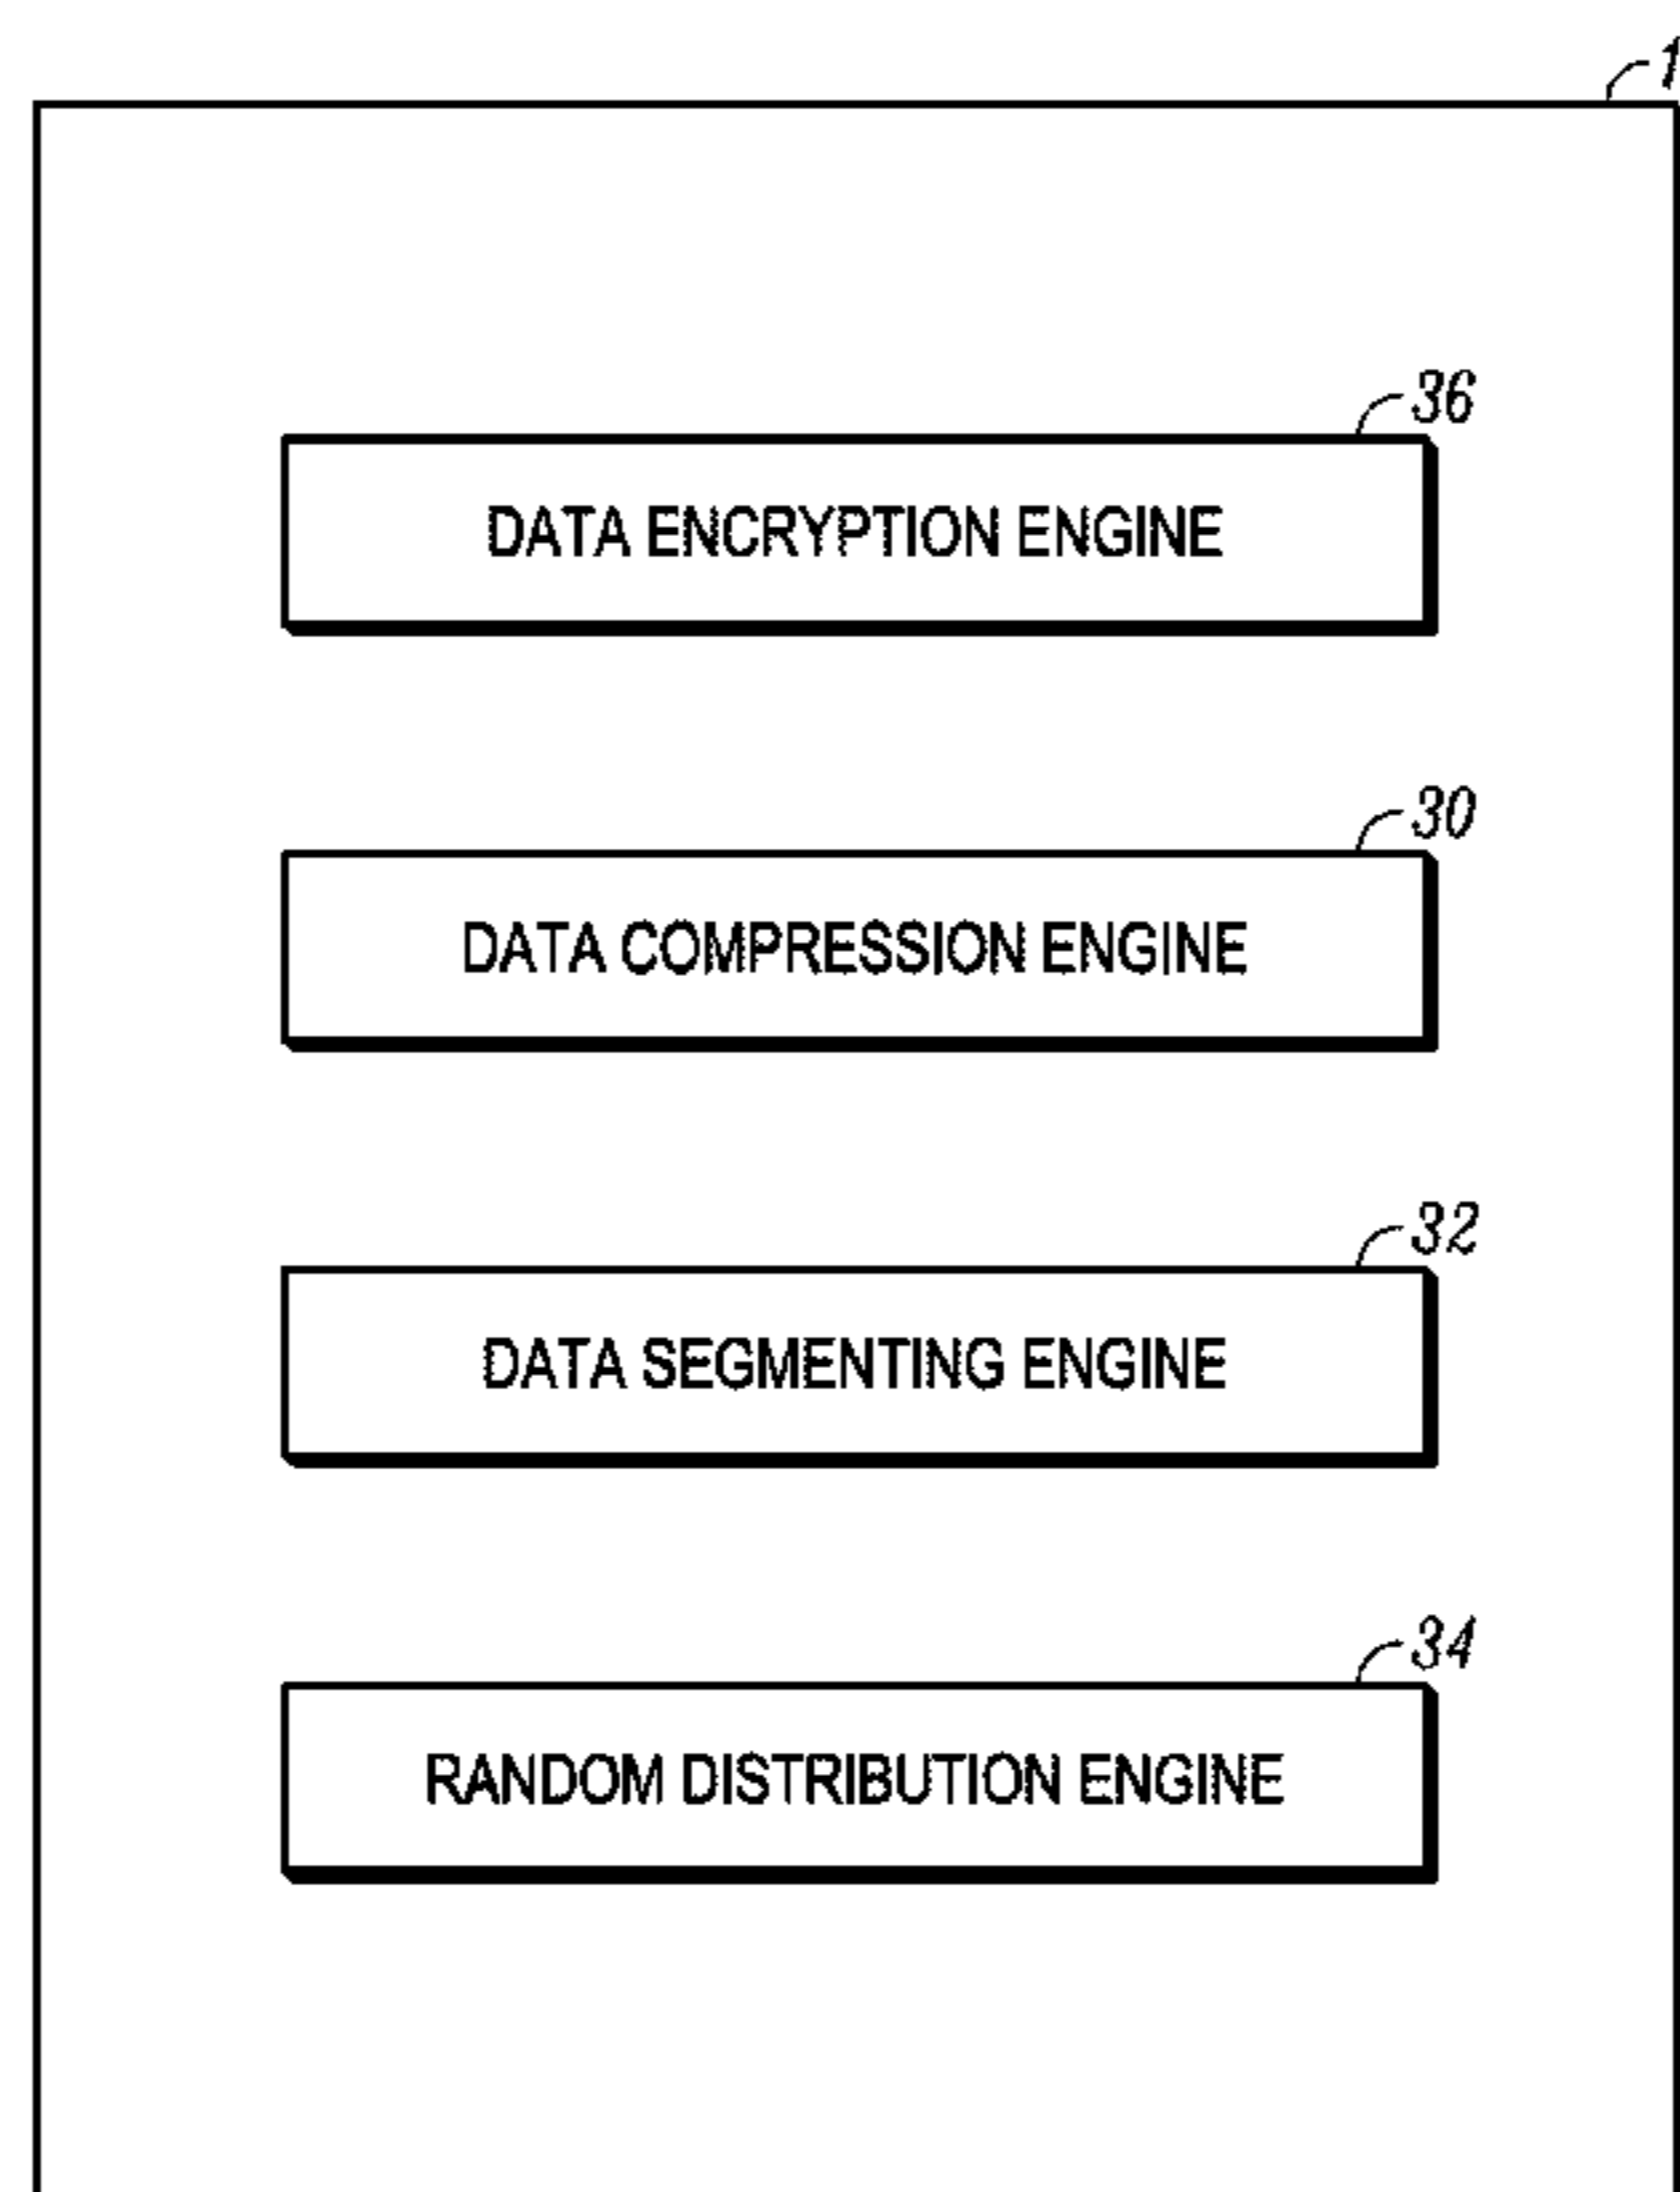 36
DATA ENCRYPTION ENGINE
30
DATA COMPRESSION ENGINE
32
DATA SEGMENTING ENGINE
34
RANDOM DISTRIBUTION ENGINE